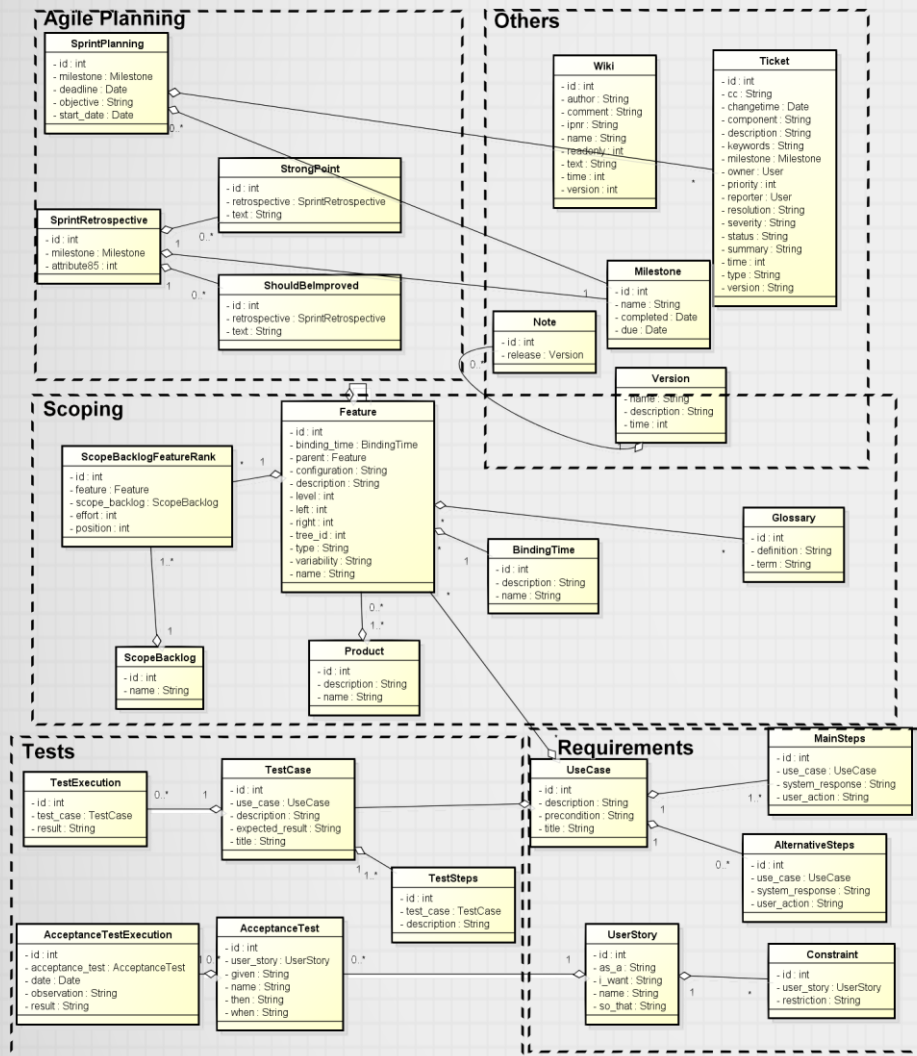 Agile Planning
SprintPlanning
- id : int
- milestone : Milestone
- deadline : Date
- objective : String
- start_date : Date
0..*
StrongPoint
- id : int
- retrospective : SprintRetrospective
- text : String
SprintRetrospective
- id : int
- milestone : Milestone
- attribute85 : int
1
0..*
1
0..*
ShouldBeImproved
- id : int
- retrospective : SprintRetrospective
- text : String
Others
Wiki
- id : int
- author : String
- comment : String
- ipnr : String
- name : String
- readonly : int
- text : String
- time : int
- version : int
Ticket
- id : int
- cc : String
- changetime : Date
- component : String
- description : String
- keywords : String
- milestone : Milestone
- owner : User
- priority : int
- reporter : User
- resolution : String
- severity : String
- status : String
- summary : String
- time : int
- type : String
- version : String
*
Milestone
- id : int
- name : String
- completed : Date
- due : Date
1
Note
- id : int
- release : Version
0..*
Version
- name : String
- description : String
- time : int
1
Scoping
Feature
- id : int
- binding_time : BindingTime
- parent : Feature
- configuration : String
- description : String
- level : int
- left : int
- right : int
- tree_id : int
- type : String
- variability : String
- name : String
ScopeBacklogFeatureRank
- id : int
- feature : Feature
- scope_backlog : ScopeBacklog
- effort : int
- position : int
*
1
1..*
1
ScopeBacklog
- id : int
- name : String
0..*
1..*
Product
- id : int
- description : String
- name : String
*
*
1
*
BindingTime
- id : int
- description : String
- name : String
*
Glossary
- id : int
- definition : String
- term : String
Tests
TestExecution
- id : int
- test_case : TestCase
- result : String
0..*
1
TestCase
- id : int
- use_case : UseCase
- description : String
- expected_result : String
- title : String
1
1..*
TestSteps
- id : int
- test_case : TestCase
- description : String
AcceptanceTestExecution
- id : int
- acceptance_test : AcceptanceTest
- date : Date
- observation : String
- result : String
AcceptanceTest
- id : int
- user_story : UserStory
- given : String
- name : String
- then : String
- when : String
0..*
1
Requirements
UseCase
- id : int
- description : String
- precondition : String
- title : String
MainSteps
- id : int
- use_case : UseCase
- system_response : String
- user_action : String
1
1..*
1
0..*
AlternativeSteps
- id : int
- use_case : UseCase
- system_response : String
- user_action : String
UserStory
- id : int
- as_a : String
- i_want : String
- name : String
- so_that : String
1
*
Constraint
- id : int
- user_story : UserStory
- restriction : String